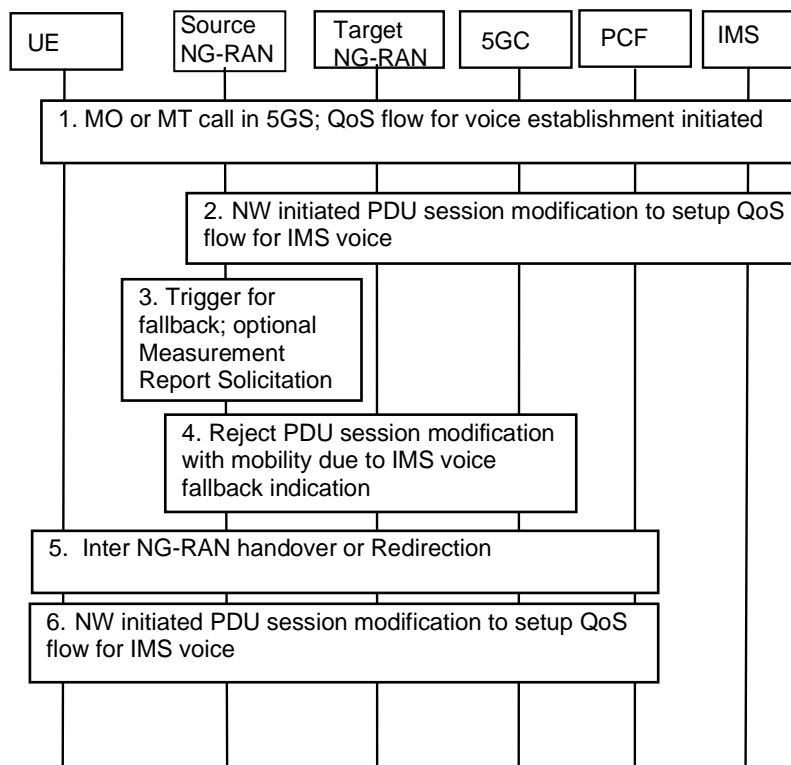 UE
Source
NG-RAN
Target
NG-RAN
5GC
PCF
IMS
1. MO or MT call in 5GS; QoS flow for voice establishment initiated
2. NW initiated PDU session modification to setup QoS
flow for IMS voice
3. Trigger for
fallback; optional
Measurement
Report Solicitation
4. Reject PDU session modification
with mobility due to IMS voice
fallback indication
5. Inter NG-RAN handover or Redirection
6. NW initiated PDU session modification to setup QoS
flow for IMS voice